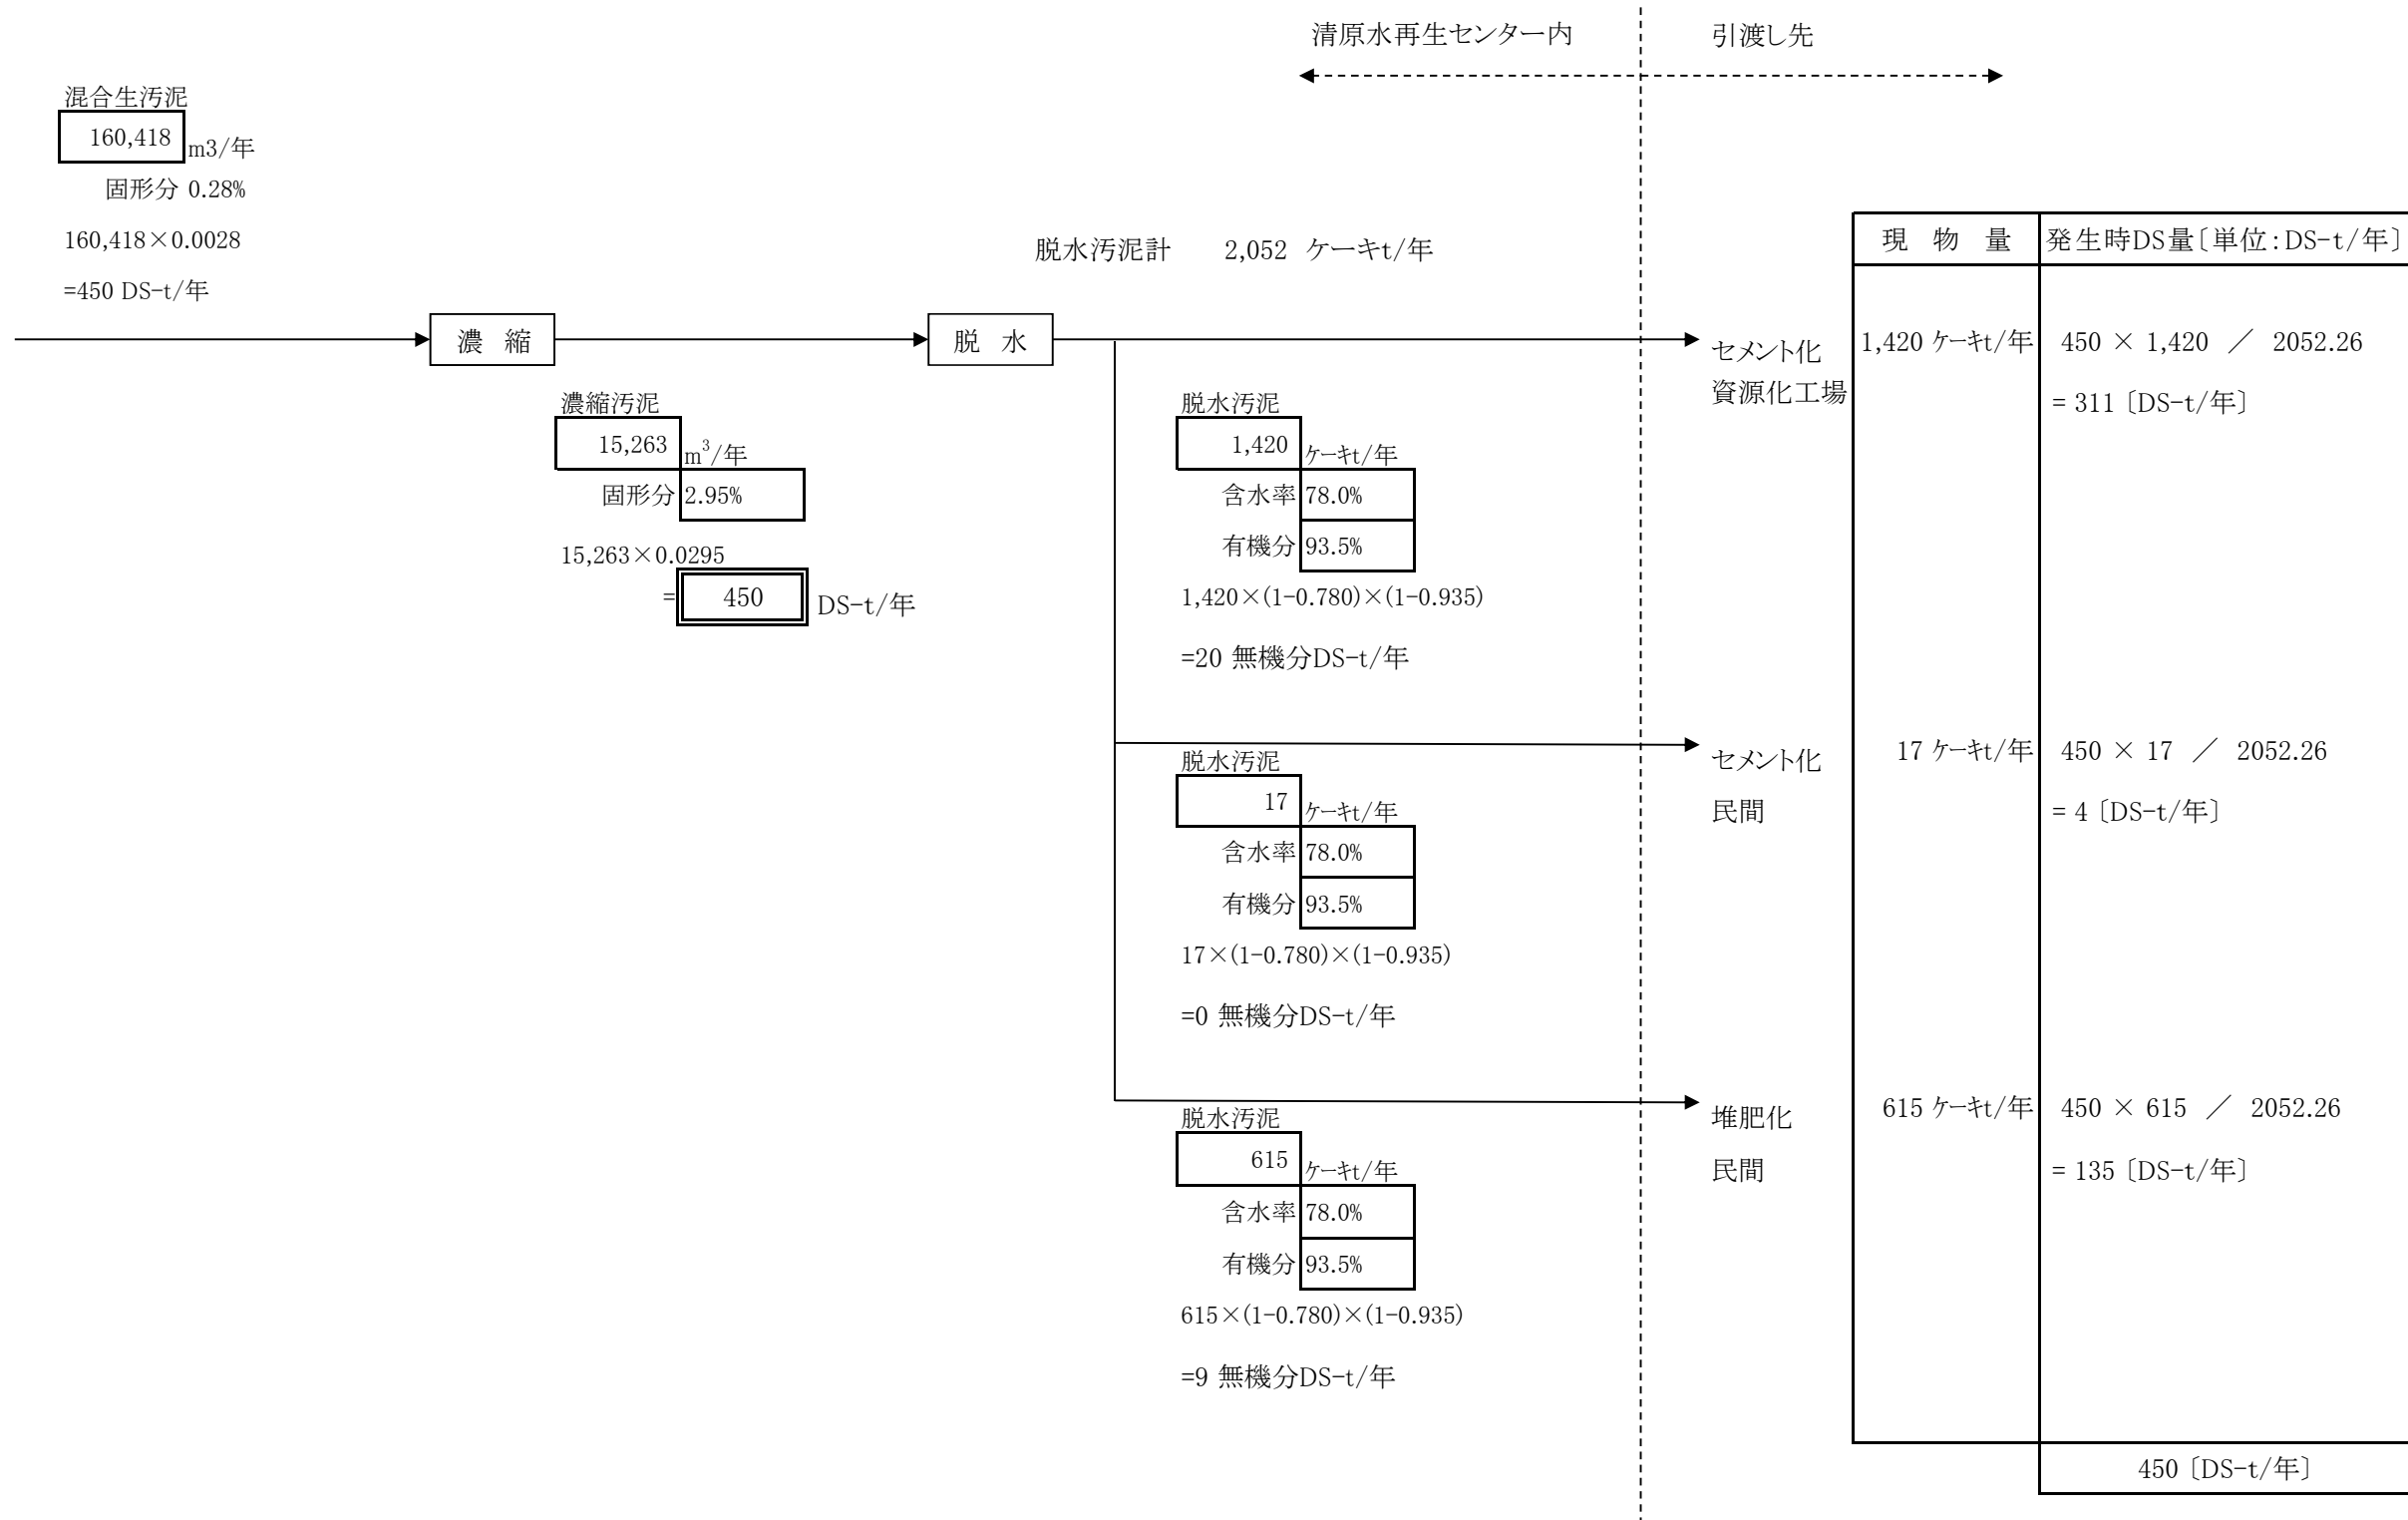 清原水再生センター内
引渡し先
混合生汚泥
160,418 m3/年
固形分 0.28%
160,418×0.0028
=450 DS-t/年
脱水汚泥計 2,052 ケーキt/年
濃 縮
脱 水
濃縮汚泥
15,263 m³/年
固形分 2.95%
15,263×0.0295
= 450 DS-t/年
脱水汚泥
1,420 ｹｰｷt/年
含水率 78.0%
有機分 93.5%
1,420×(1-0.780)×(1-0.935)
=20 無機分DS-t/年
脱水汚泥
17 ｹｰｷt/年
含水率 78.0%
有機分 93.5%
17×(1-0.780)×(1-0.935)
=0 無機分DS-t/年
脱水汚泥
615 ｹｰｷt/年
含水率 78.0%
有機分 93.5%
615×(1-0.780)×(1-0.935)
=9 無機分DS-t/年
セメント化
資源化工場
セメント化
民間
堆肥化
民間
現 物 量 発生時DS量〔単位:DS-t/年〕
1,420 ｹｰｷt/年 450 × 1,420 ／ 2052.26
= 311 〔DS-t/年〕
17 ｹｰｷt/年 450 × 17 ／ 2052.26
= 4 〔DS-t/年〕
615 ｹｰｷt/年 450 × 615 ／ 2052.26
= 135 〔DS-t/年〕
450 〔DS-t/年〕